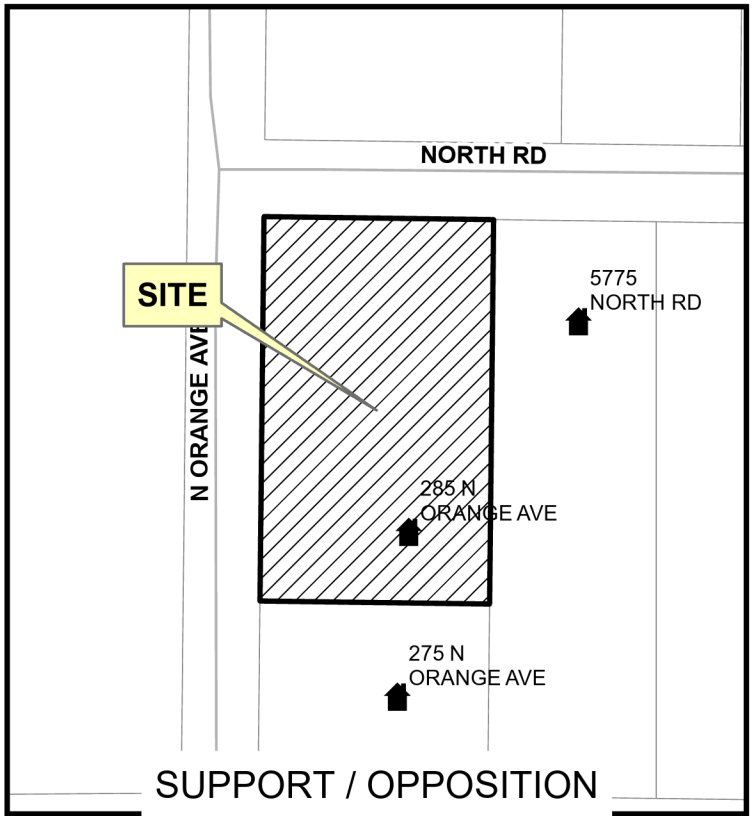 NORTH RD
5775
NORTH RD
SITE
N ORANGE AVE
285 N
ORANGE AVE
275 N
ORANGE AVE
SUPPORT / OPPOSITION